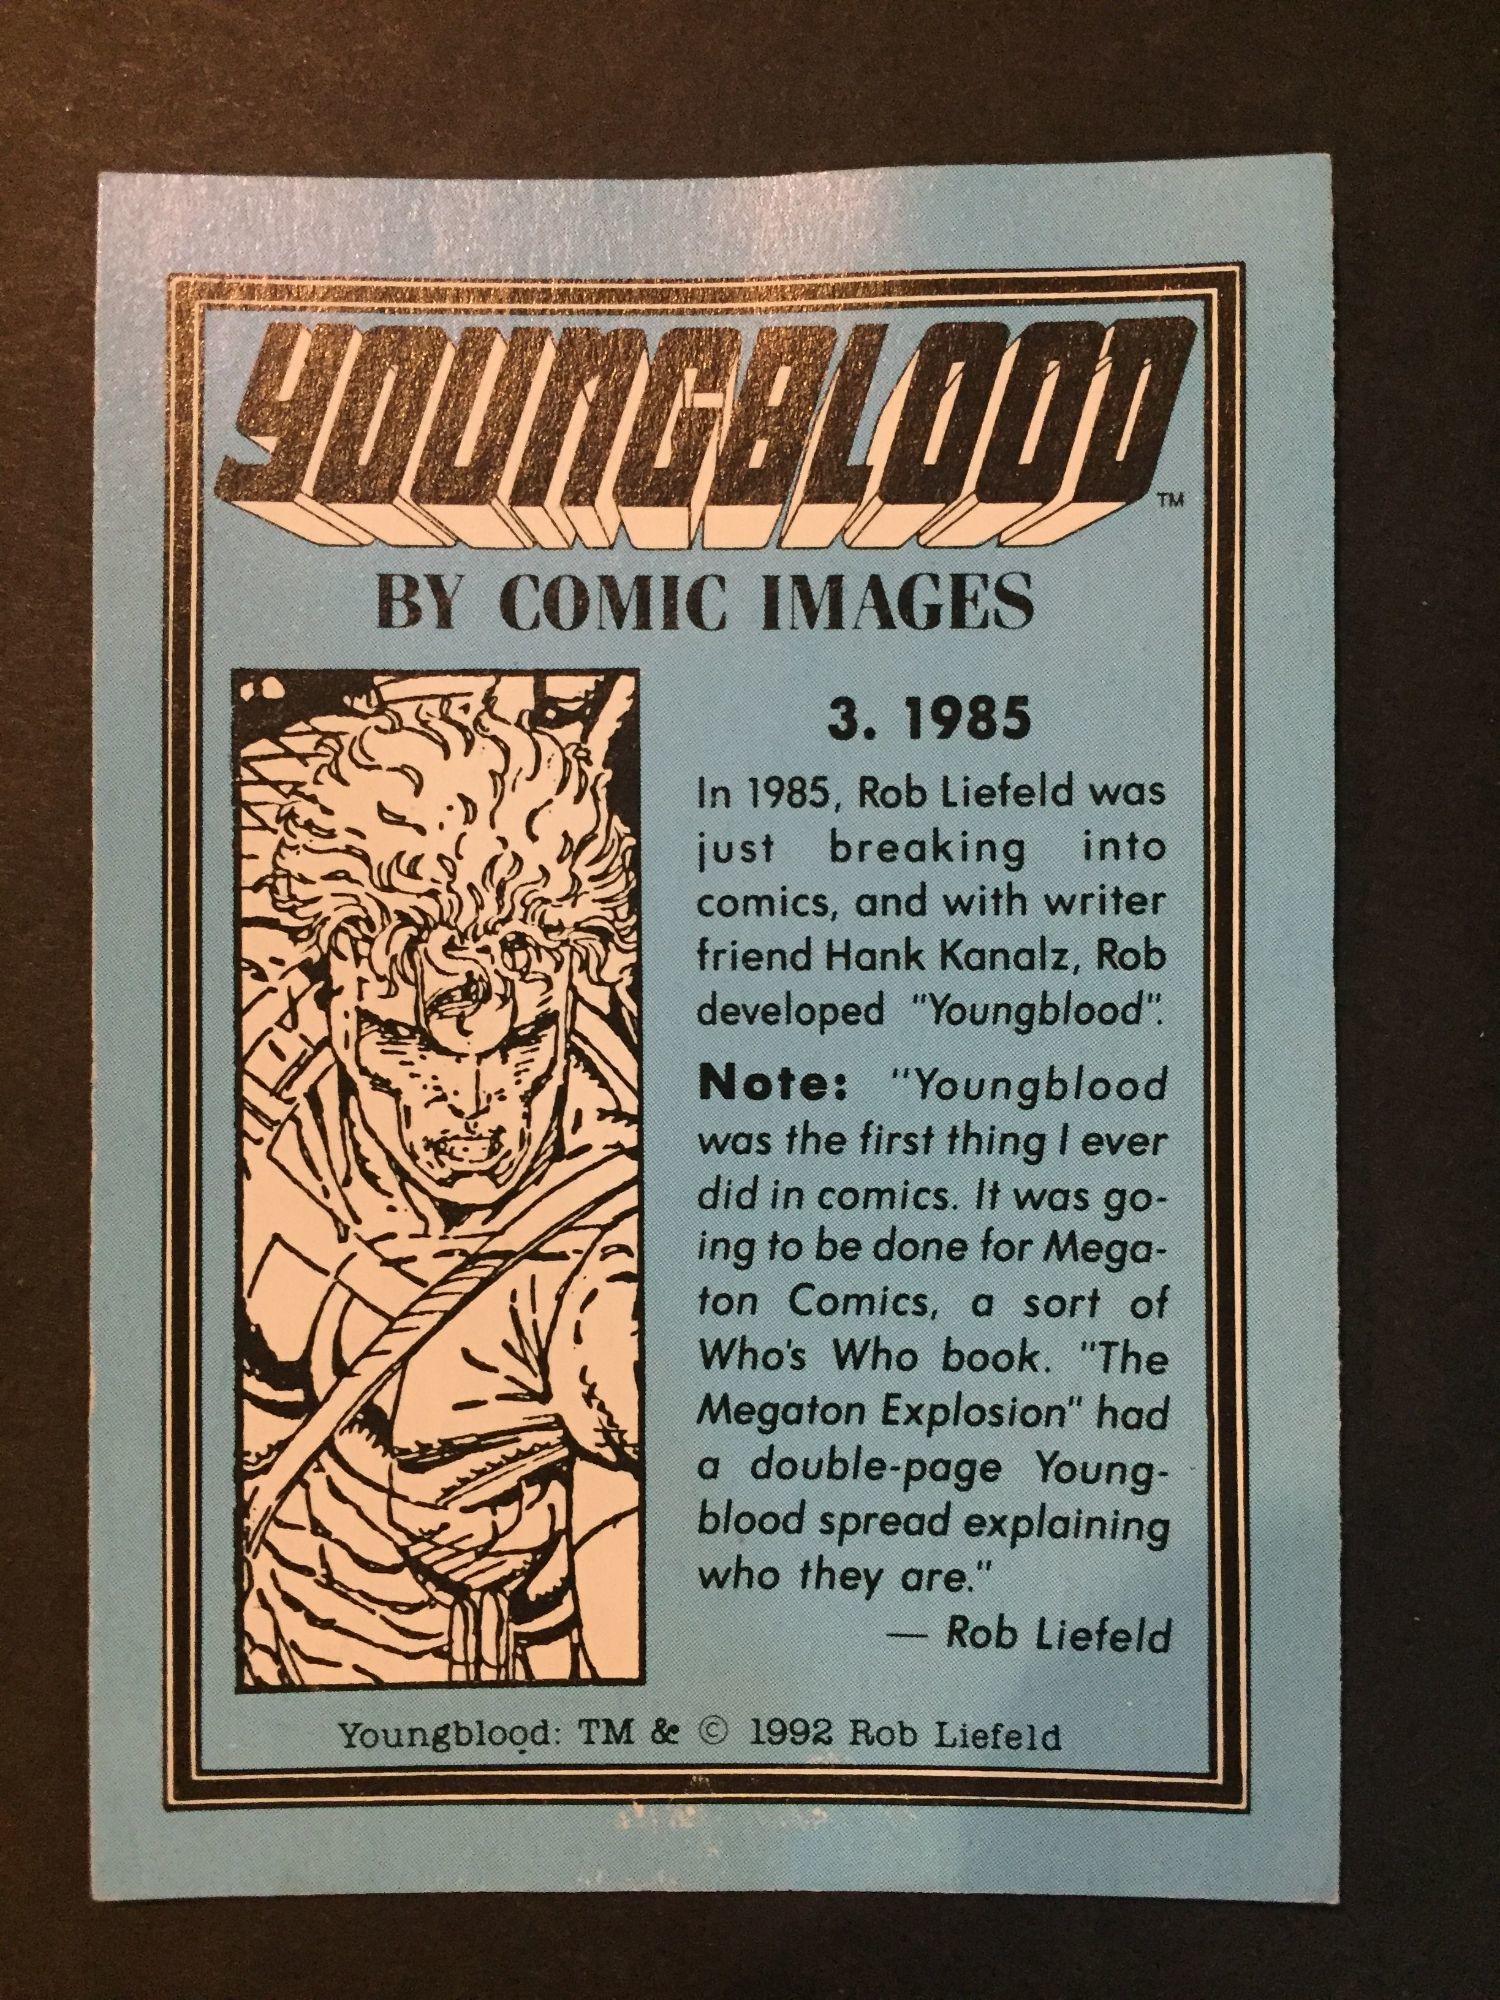 YOUNGBLOOD™
BY COMIC IMAGES
3. 1985
In 1985, Rob Liefeld was
just breaking into
comics, and with writer
friend Hank Kanalz, Rob
developed "Youngblood".
Note: "Youngblood
was the first thing I ever
did in comics. It was go-
ing to be done for Mega-
ton Comics, a sort of
Who's Who book. "The
Megaton Explosion" had
a double-page Young-
blood spread explaining
who they are."
— Rob Liefeld
Youngblood: TM & © 1992 Rob Liefeld